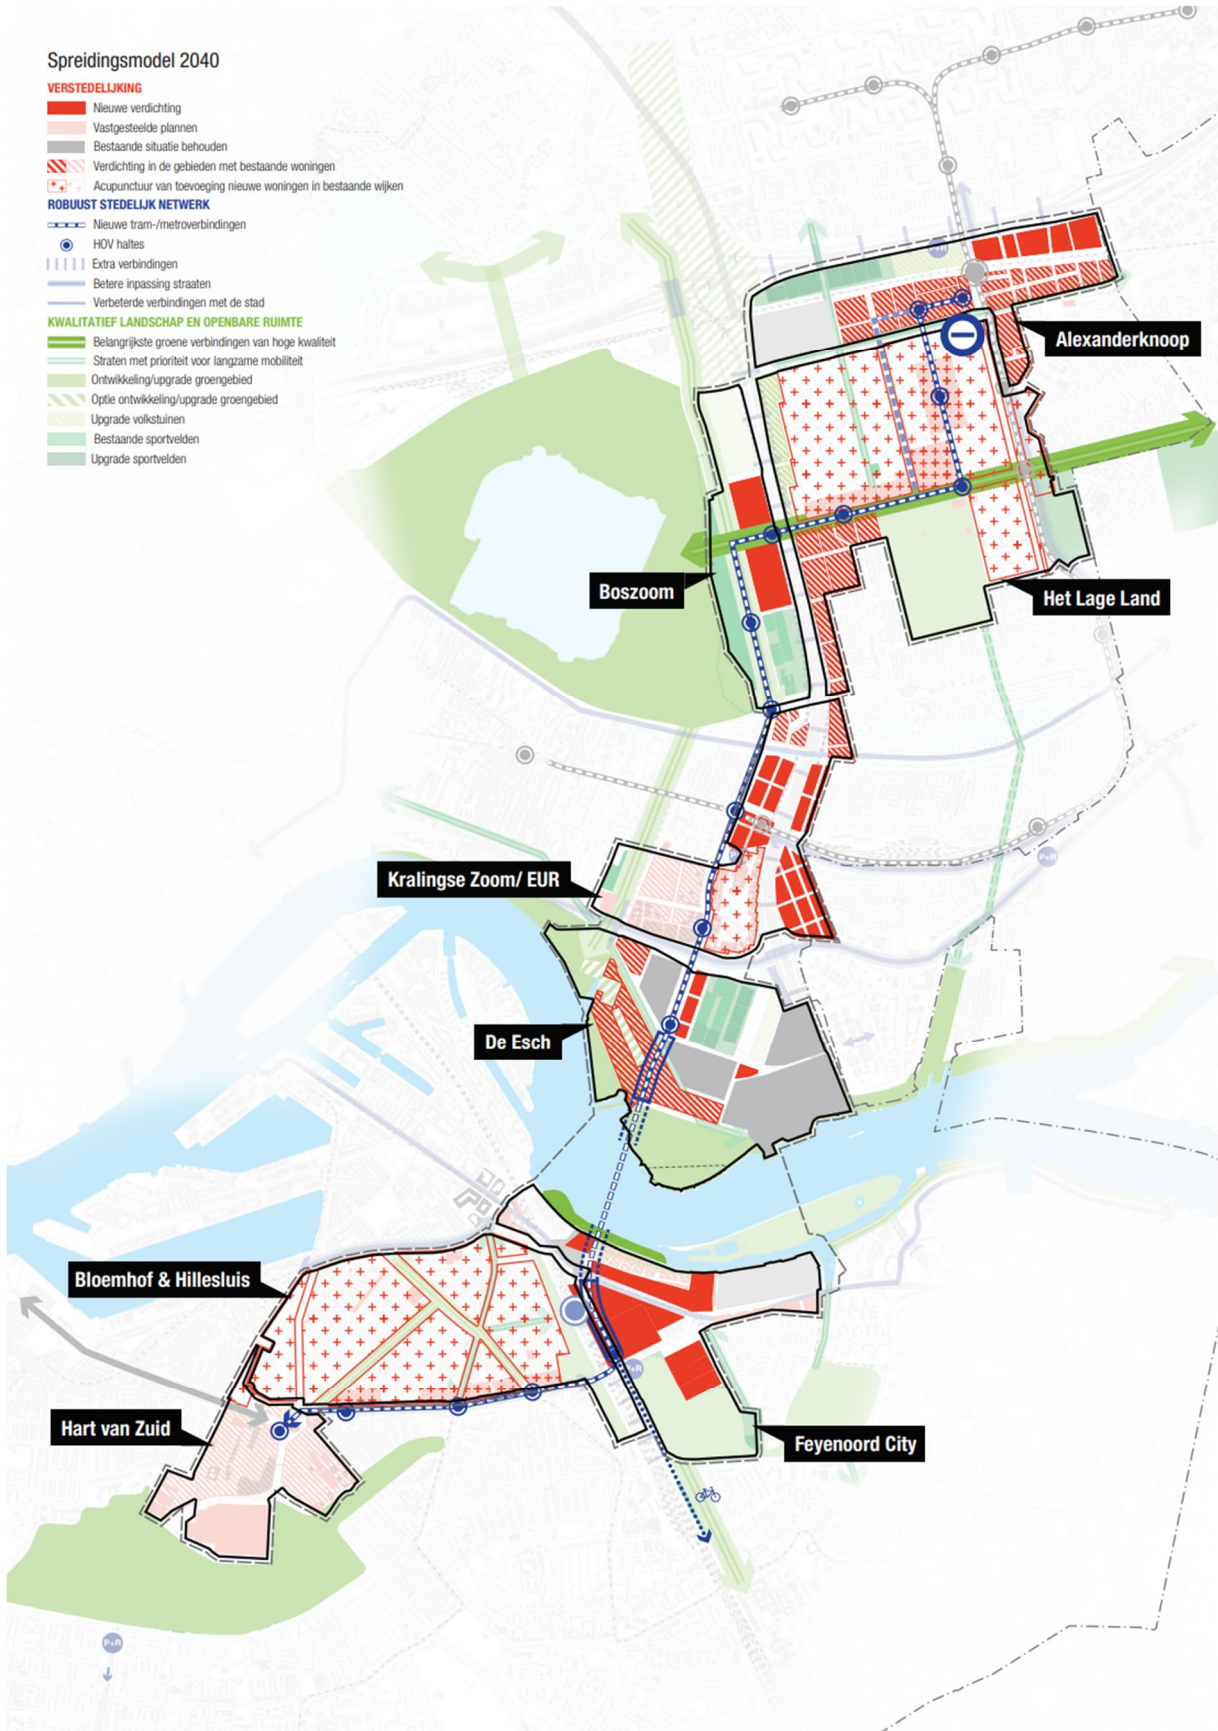 Spreidingsmodel 2040
VERSTEDELIJKING
Nieuwe verdichting
Vastgesteelde plannen
Bestaande situatie behouden
Verdichting in de gebieden met bestaande woningen
Acupunctuur van toevoeging nieuwe woningen in bestaande wijken
ROBUUST STEDELIJK NETWERK
Nieuwe tram-/metroverbindingen
HOV haltes
Extra verbindingen
Betere inpassing straaten
Verbeterde verbindingen met de stad
KWALITATIEF LANDSCHAP EN OPENBARE RUIMTE
Belangrijkste groene verbindingen van hoge kwaliteit
Straten met prioriteit voor langzame mobiliteit
Ontwikkeling/upgrade groengebied
Optie ontwikkeling/upgrade groengebied
Upgrade volkstuinen
Bestaande sportvelden
Upgrade sportvelden
P+R
Alexanderknoop
Boszoom
Het Lage Land
P+R
Kralingse Zoom/ EUR
De Esch
Bloemhof & Hillesluis
P+R
Hart van Zuid
Feyenoord City
P+R